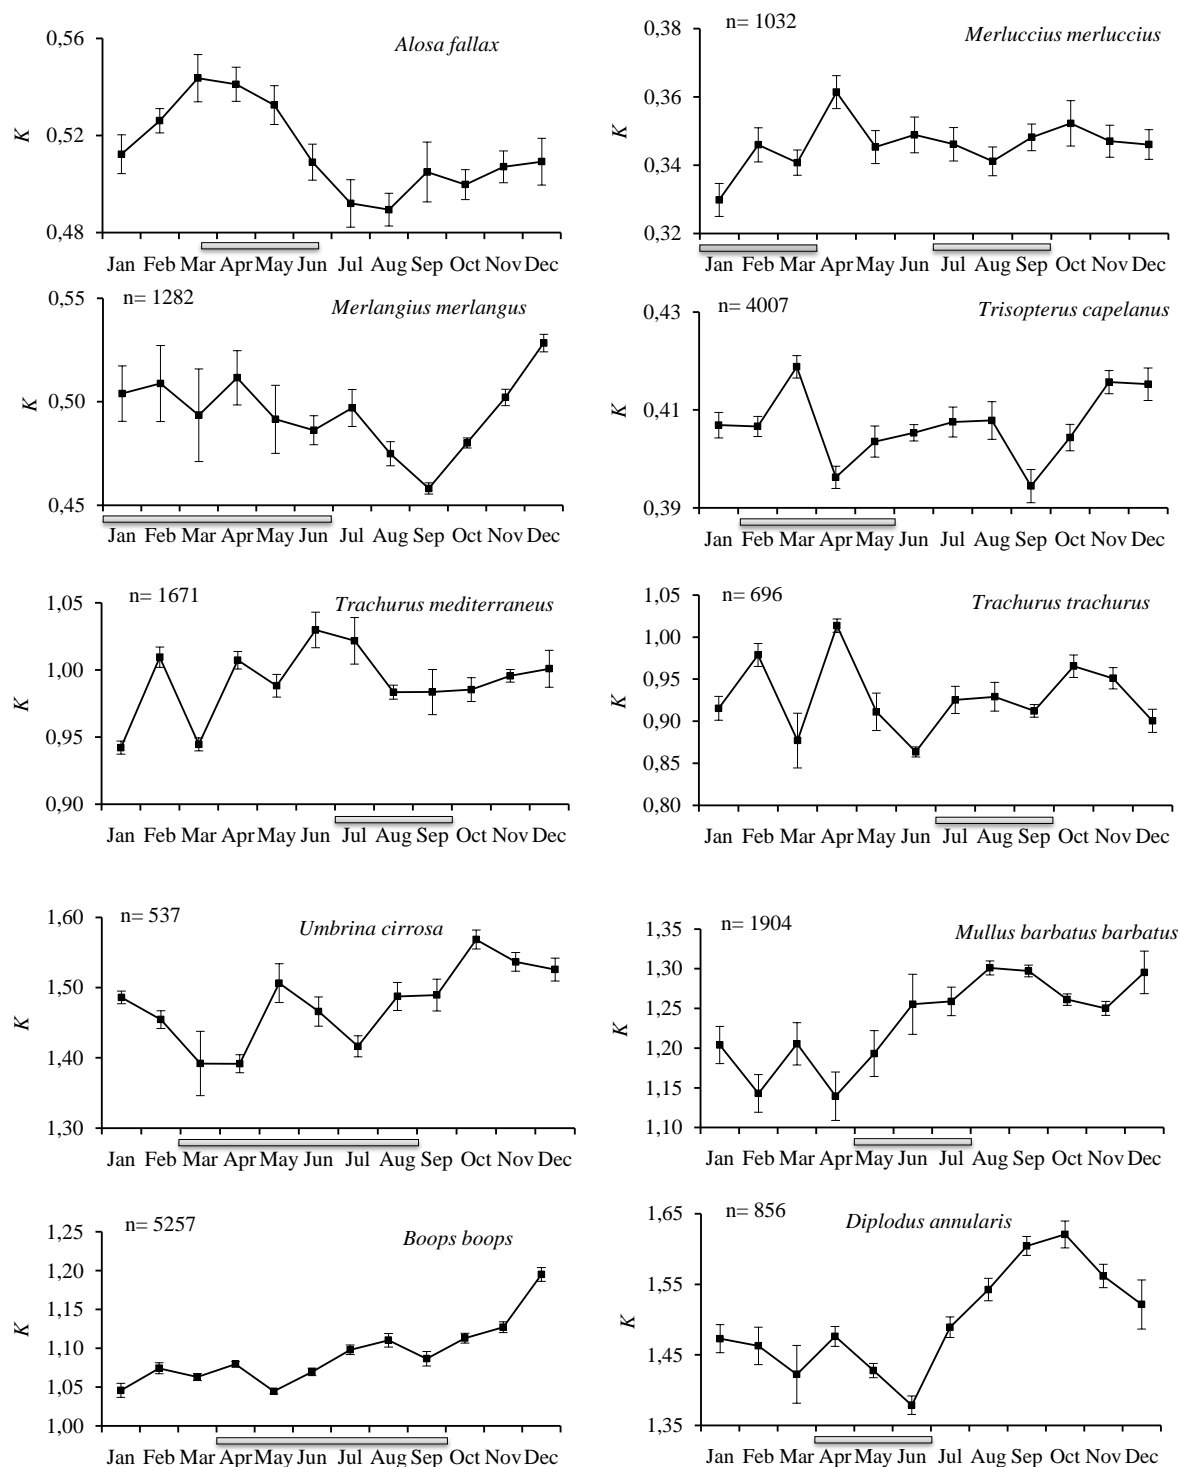 Alosa fallax
0,56
0,52
0,48
K
Jan Feb Mar Apr May Jun Jul Aug Sep Oct Nov Dec
n= 1032
Merluccius merluccius
0,38
0,36
0,34
0,32
K
Jan Feb Mar Apr May Jun Jul Aug Sep Oct Nov Dec
n= 1282
Merlangius merlangus
0,55
0,50
0,45
K
Jan Feb Mar Apr May Jun Jul Aug Sep Oct Nov Dec
n= 4007
Trisopterus capelanus
0,43
0,41
0,39
K
Jan Feb Mar Apr May Jun Jul Aug Sep Oct Nov Dec
n= 1671
Trachurus mediterraneus
1,05
1,00
0,95
0,90
K
Jan Feb Mar Apr May Jun Jul Aug Sep Oct Nov Dec
n= 696
Trachurus trachurus
1,05
1,00
0,95
0,90
0,85
0,80
K
Jan Feb Mar Apr May Jun Jul Aug Sep Oct Nov Dec
n= 537
Umbrina cirrosa
1,60
1,50
1,40
1,30
K
Jan Feb Mar Apr May Jun Jul Aug Sep Oct Nov Dec
n= 1904
Mullus barbatus barbatus
1,35
1,30
1,25
1,20
1,15
1,10
K
Jan Feb Mar Apr May Jun Jul Aug Sep Oct Nov Dec
n= 5257
Boops boops
1,25
1,20
1,15
1,10
1,05
1,00
K
Jan Feb Mar Apr May Jun Jul Aug Sep Oct Nov Dec
n= 856
Diplodus annularis
1,65
1,55
1,45
1,35
K
Jan Feb Mar Apr May Jun Jul Aug Sep Oct Nov Dec